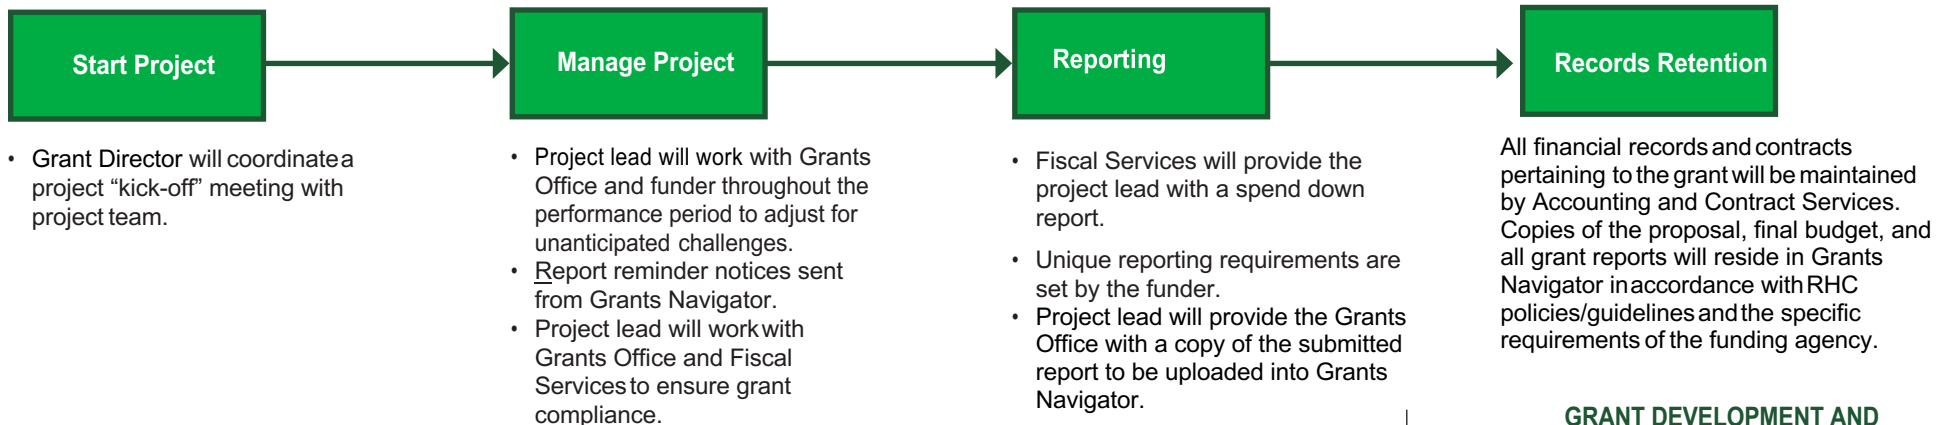 Start Project
Manage Project
Reporting
Records Retention
• Grant Director will coordinate a
project “kick-off” meeting with
project team.
• Project lead will work with Grants
Office and funder throughout the
performance period to adjust for
unanticipated challenges.
• Report reminder notices sent
from Grants Navigator.
• Project lead will work with
Grants Office and Fiscal
Services to ensure grant
compliance.
• Fiscal Services will provide the
project lead with a spend down
report.
• Unique reporting requirements are
set by the funder.
• Project lead will provide the Grants
Office with a copy of the submitted
report to be uploaded into Grants
Navigator.
All financial records and contracts
pertaining to the grant will be maintained
by Accounting and Contract Services.
Copies of the proposal, final budget, and
all grant reports will reside in Grants
Navigator in accordance with RHC
policies/guidelines and the specific
requirements of the funding agency.
GRANT DEVELOPMENT AND